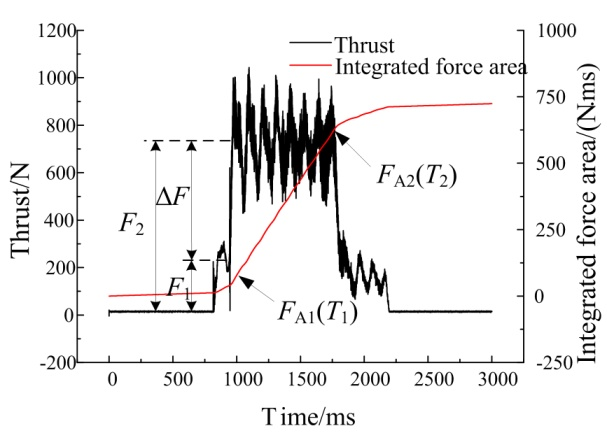 Thrust
Integrated force area
1200
1000
800
600
400
200
0
-200
1000
750
500
250
0
-250
0
500
1000
1500
2000
2500
3000
Thrust/N
Integrated force area/(N·ms)
Time/ms
F2
ΔF
F1
FA1(T1)
FA2(T2)